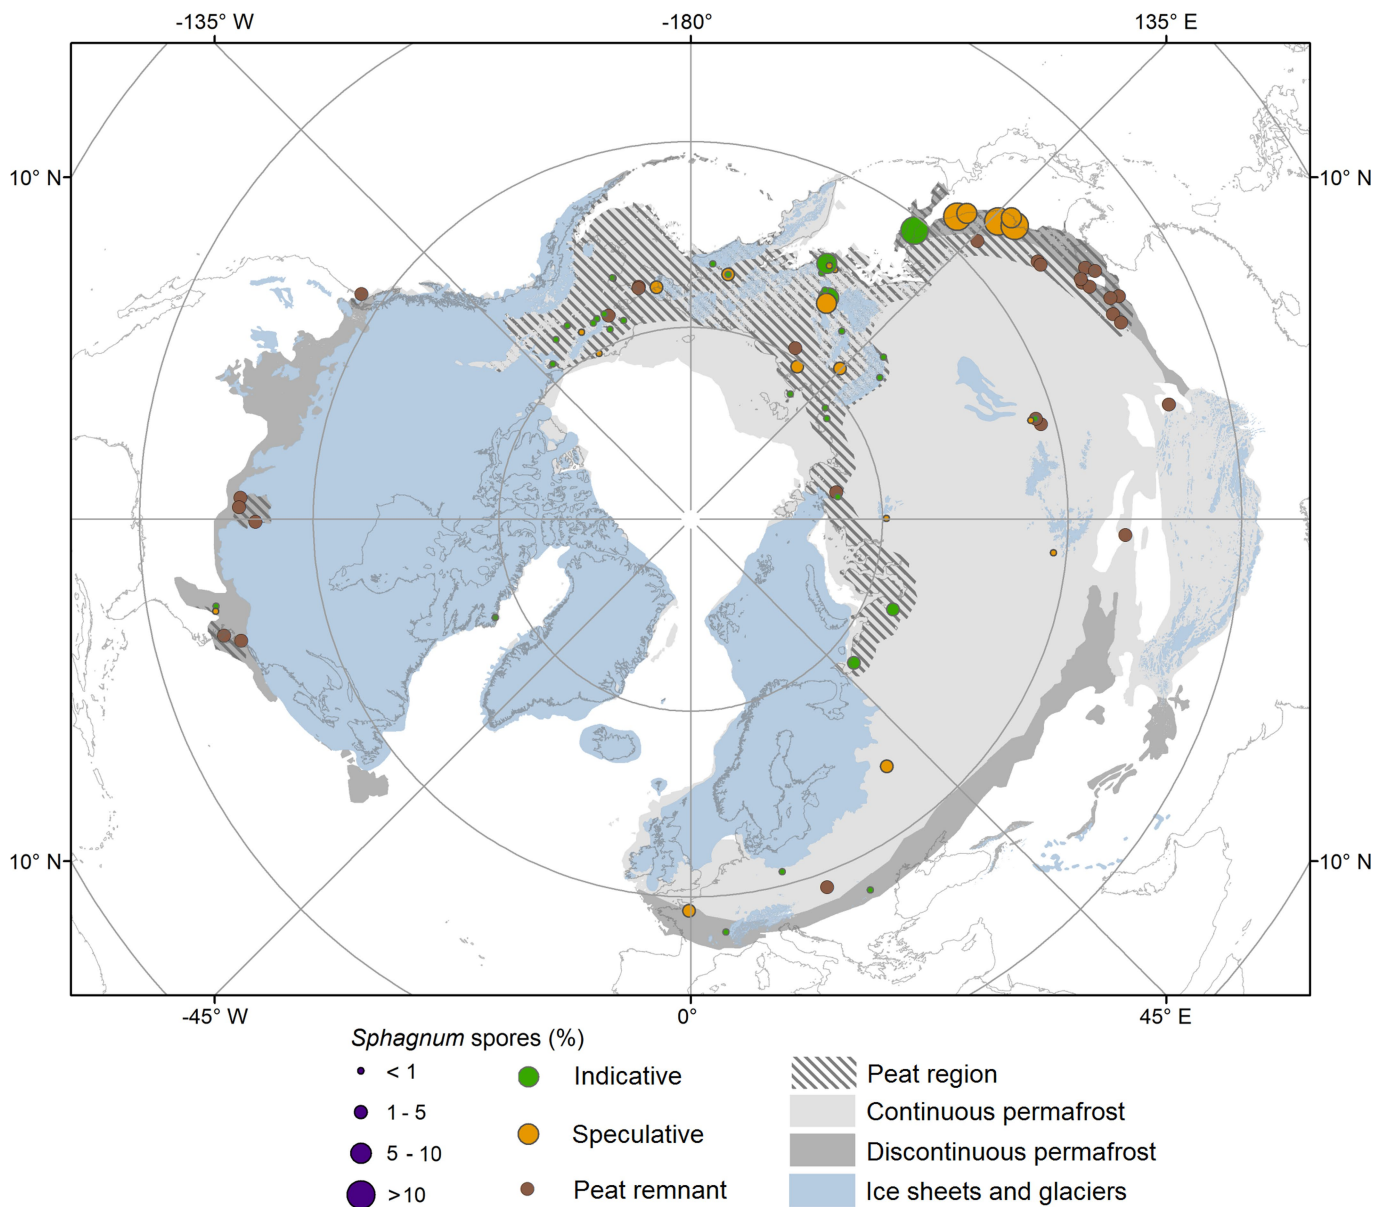 -135° W -180° 135° E
10° N 10° N
10° N 10° N
-45° W 0° 45° E
Sphagnum spores (%)
< 1 Indicative Peat region
1 - 5 Speculative Continuous permafrost
5 - 10 Discontinuous permafrost
>10 Peat remnant Ice sheets and glaciers